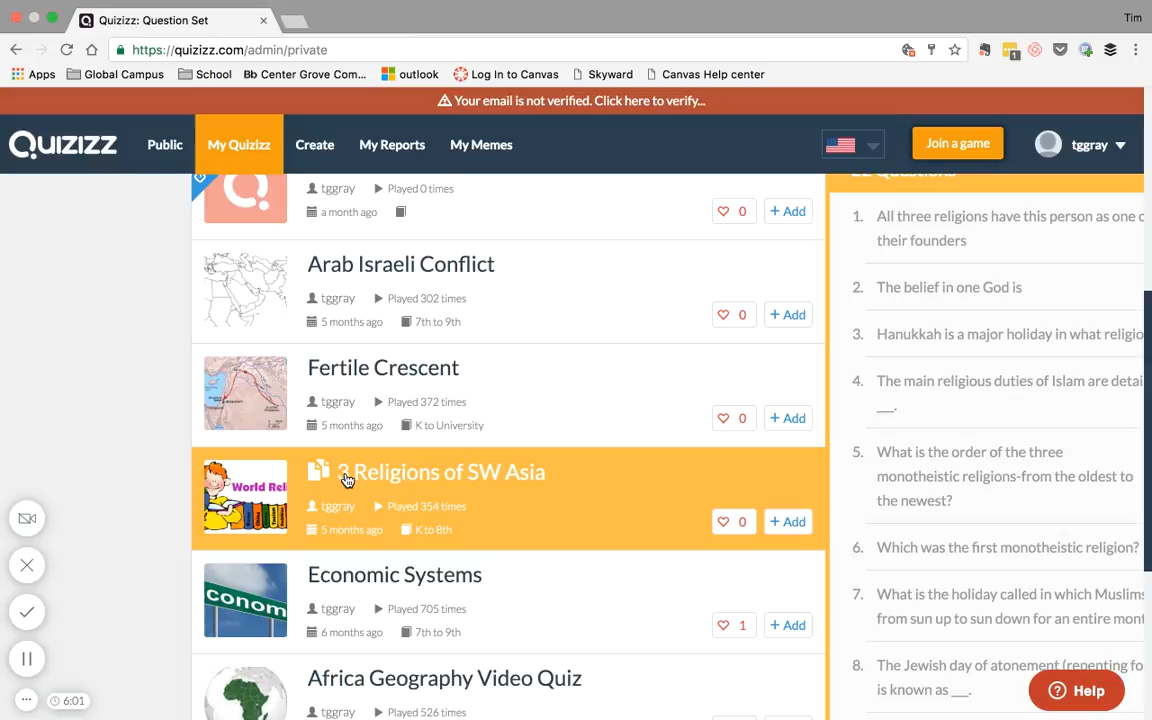 Quizizz: Question Set
Tim
https://quizizz.com/admin/private
1
Apps Global Campus School Bb Center Grove Com... outlook Log In to Canvas Skyward Canvas Help center
Your email is not verified. Click here to verify...
Quizizz Public My Quizizz Create My Reports My Memes Join a game tggray
22 Questions
tggray Played 0 times
a month ago
0 + Add
Arab Israeli Conflict
tggray Played 302 times
5 months ago 7th to 9th
0 + Add
Fertile Crescent
tggray Played 372 times
5 months ago K to University
0 + Add
World Reli
3 Religions of SW Asia
tggray Played 354 times
5 months ago K to 8th
0 + Add
conom
Economic Systems
tggray Played 705 times
6 months ago 7th to 9th
1 + Add
Africa Geography Video Quiz
tggray Played 526 times
1. All three religions have this person as one o
their founders
2. The belief in one God is
3. Hanukkah is a major holiday in what religio
4. The main religious duties of Islam are detai
___.
5. What is the order of the three
monotheistic religions-from the oldest to
the newest?
6. Which was the first monotheistic religion?
7. What is the holiday called in which Muslims
from sun up to sun down for an entire mont
8. The Jewish day of atonement (repenting fo
is known as ___.
Help
6:01